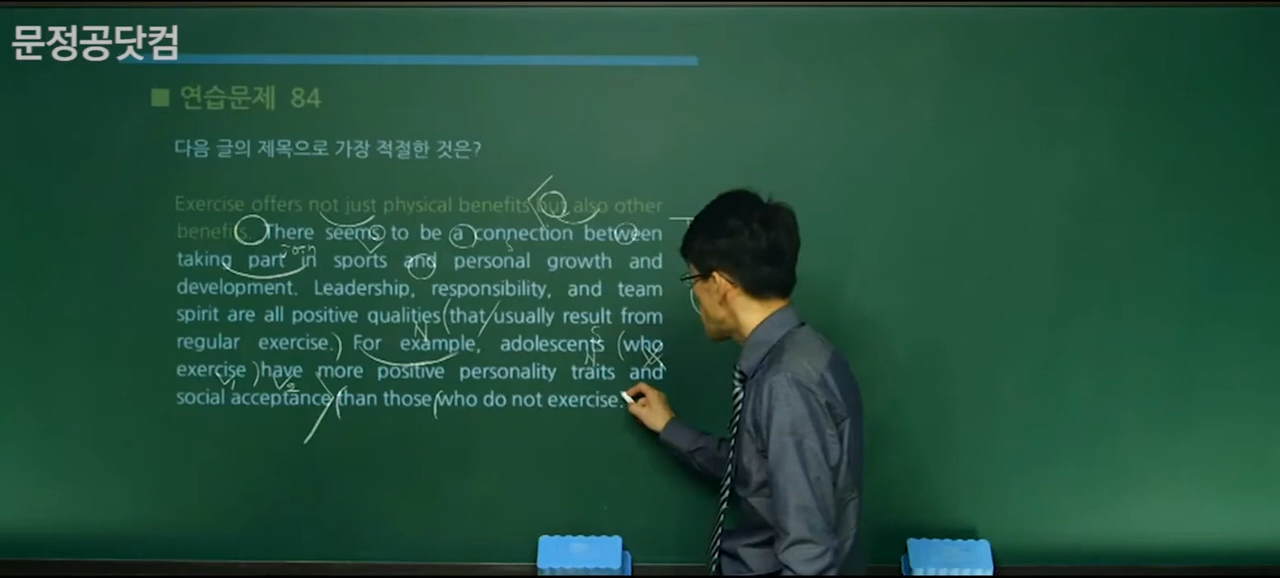 문정공닷컴
■ 연습문제 84
다음 글의 제목으로 가장 적절한 것은?
Exercise offers not just physical benefits but also other
benefits. There seems to be a connection between
join
taking part in sports and personal growth and
development. Leadership, responsibility, and team
spirit are all positive qualities (that usually result from
N S
regular exercise.) For example, adolescents (who
N
exercise) have more positive personality traits and
V1 V2
social acceptance (than those (who do not exercise.